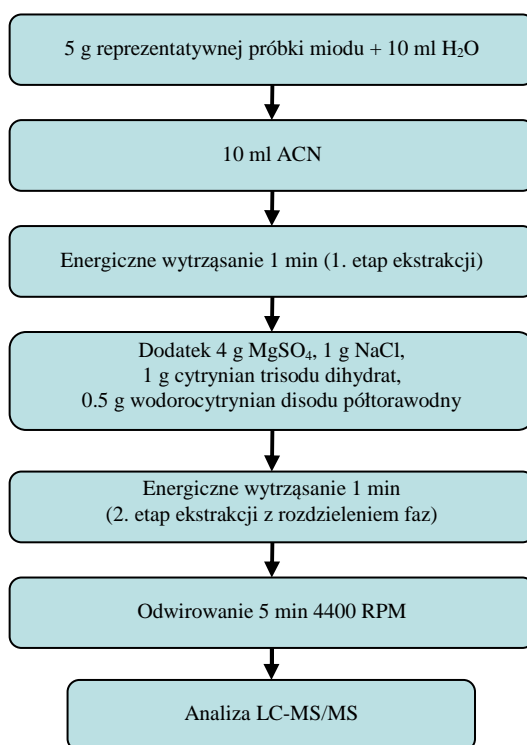 5 g reprezentatywnej próbki miodu + 10 ml H₂O
10 ml ACN
Energiczne wytrząsanie 1 min (1. etap ekstrakcji)
Dodatek 4 g MgSO₄, 1 g NaCl,
1 g cytrynian trisodu dihydrat,
0.5 g wodorocytrynian disodu półtorawodny
Energiczne wytrząsanie 1 min
(2. etap ekstrakcji z rozdzieleniem faz)
Odwirowanie 5 min 4400 RPM
Analiza LC-MS/MS